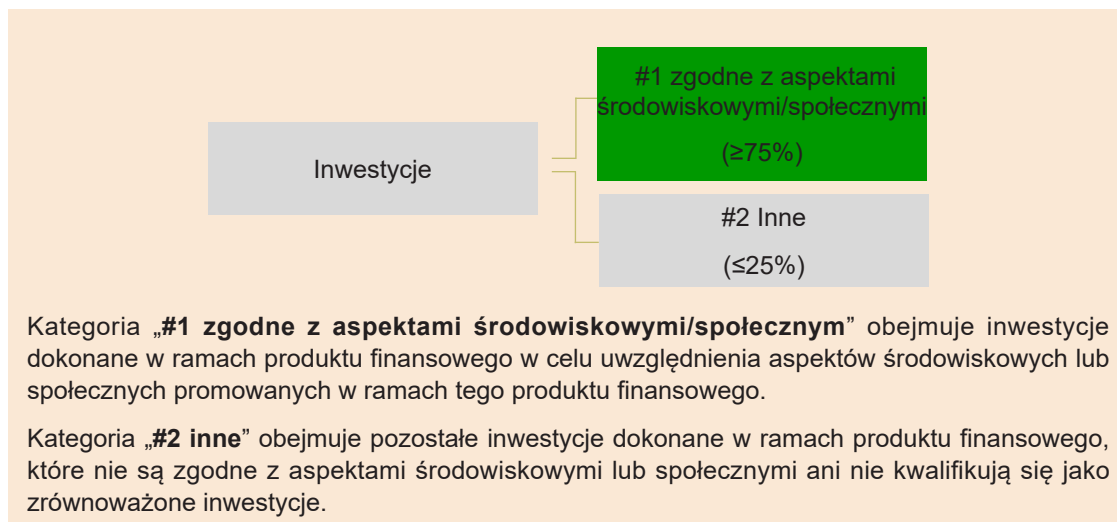 #1 zgodne z aspektami
środowiskowymi/społecznymi
(≥75%)
Inwestycje
#2 Inne
(≤25%)
Kategoria „#1 zgodne z aspektami środowiskowymi/społecznym” obejmuje inwestycje
dokonane w ramach produktu finansowego w celu uwzględnienia aspektów środowiskowych lub
społecznych promowanych w ramach tego produktu finansowego.
Kategoria „#2 inne” obejmuje pozostałe inwestycje dokonane w ramach produktu finansowego,
które nie są zgodne z aspektami środowiskowymi lub społecznymi ani nie kwalifikują się jako
zrównoważone inwestycje.